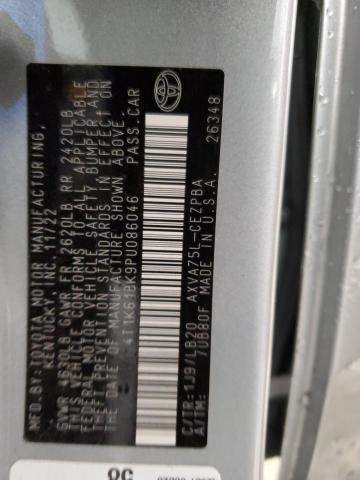 MFD. BY: TOYOTA MOTOR MANUFACTURING,
KENTUCKY, INC. 11/22
GVWR 4630LB GAWR FR 2620LB RR 2420LB
THIS VEHICLE CONFORMS TO ALL APPLICABLE
FEDERAL MOTOR VEHICLE SAFETY, BUMPER AND
THEFT PREVENTION STANDARDS IN EFFECT ON
THE DATE OF MANUFACTURE SHOWN ABOVE.
4T1K61BK9PU086046 PASS.CAR
C/TR:1J9/LB20 AXVA75L-CEZPBA
A/TM: 7UB80F MADE IN U.S.A.
26348